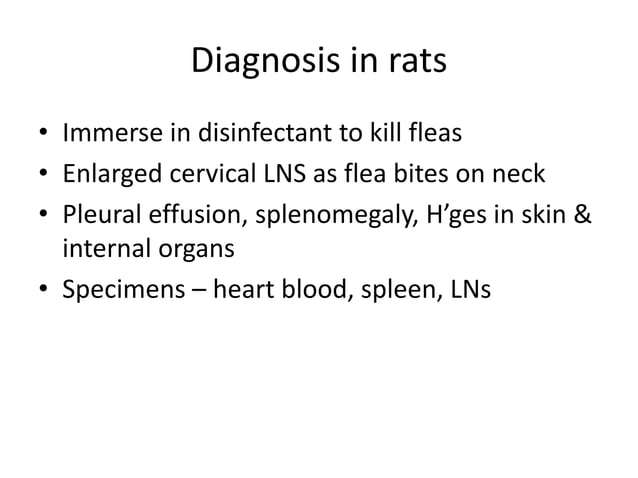 Diagnosis in rats
• Immerse in disinfectant to kill fleas
• Enlarged cervical LNS as flea bites on neck
• Pleural effusion, splenomegaly, H’ges in skin &
internal organs
• Specimens – heart blood, spleen, LNs